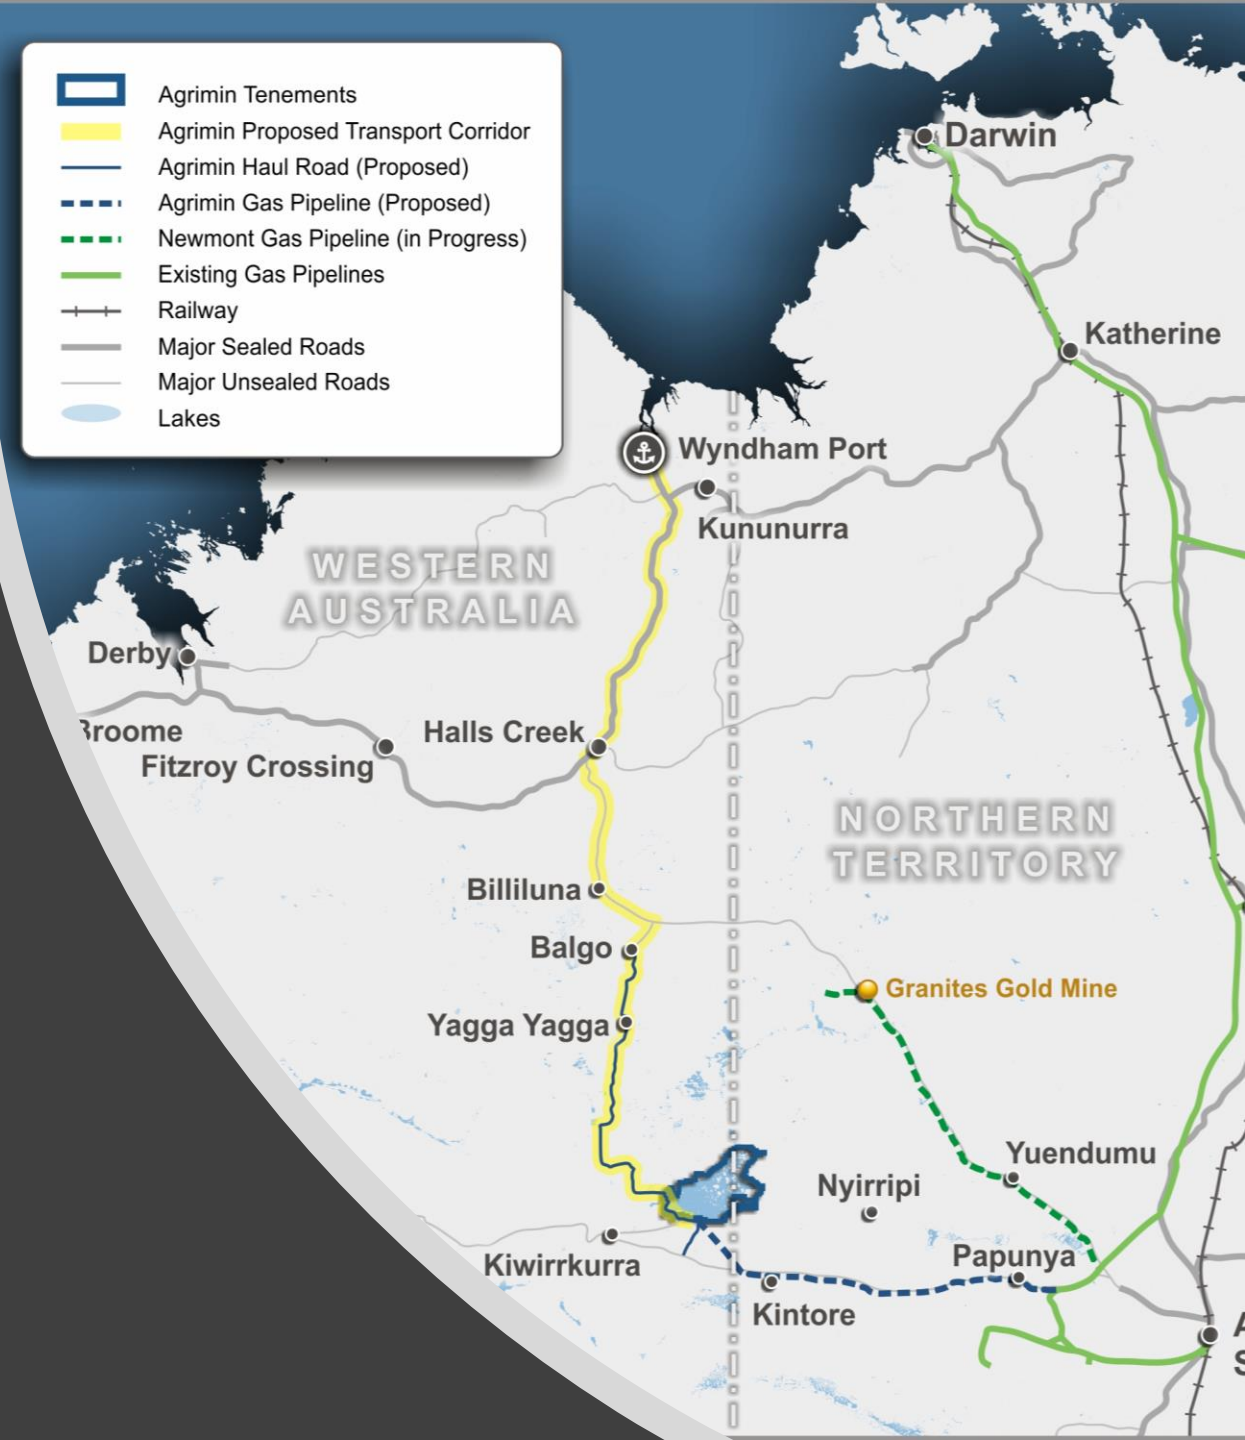 Agrimin Tenements
Agrimin Proposed Transport Corridor
Agrimin Haul Road (Proposed)
Agrimin Gas Pipeline (Proposed)
Newmont Gas Pipeline (in Progress)
Existing Gas Pipelines
Railway
Major Sealed Roads
Major Unsealed Roads
Lakes
Darwin
Katherine
Wyndham Port
Kununurra
WESTERN
AUSTRALIA
Derby
Broome
Halls Creek
Fitzroy Crossing
NORTHERN
TERRITORY
Billiluna
Balgo
Granites Gold Mine
Yagga Yagga
Yuendumu
Nyirripi
Kiwirrkurra
Papunya
Kintore